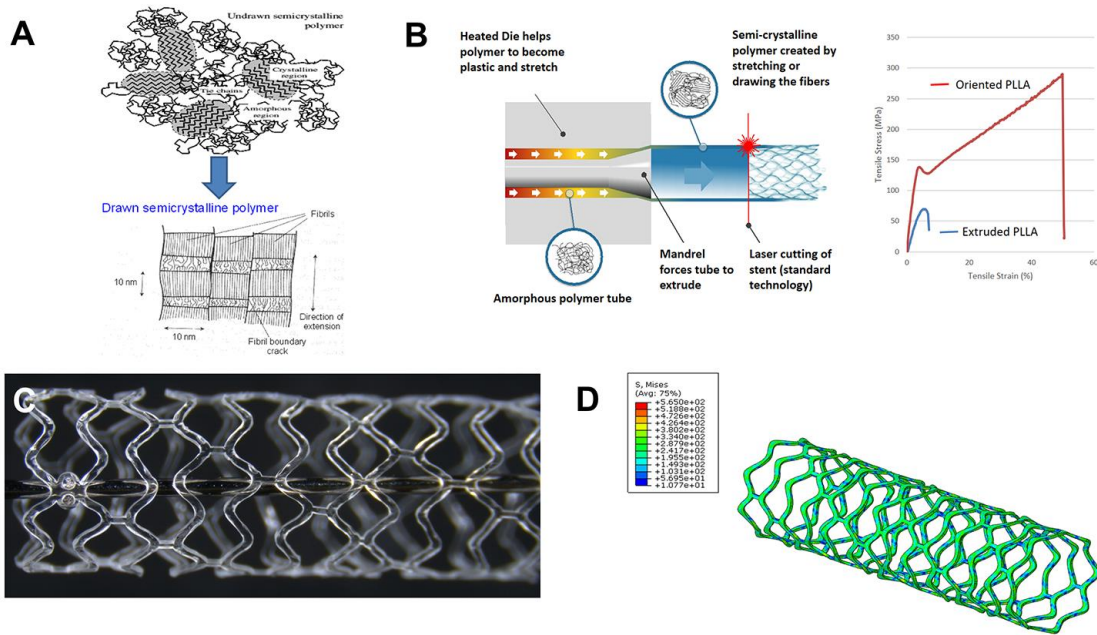 A
Undrawn semicrystalline
polymer
Crystalline
region
Tie chains
Amorphous
region
Drawn semicrystalline polymer
Fibrils
10 nm
Direction of
extension
10 nm
Fibril boundary
crack
B
Heated Die helps
polymer to become
plastic and stretch
Semi-crystalline
polymer created by
stretching or
drawing the fibers
Amorphous polymer tube
Mandrel
forces tube to
extrude
Laser cutting of
stent (standard
technology)
Tensile Stress (MPa)
350
300
250
200
150
100
50
0
Oriented PLLA
Extruded PLLA
0
10
20
30
40
50
60
Tensile Strain (%)
C
D
S, Mises
(Avg: 75%)
+5.650e+02
+5.188e+02
+4.726e+02
+4.264e+02
+3.802e+02
+3.340e+02
+2.879e+02
+2.417e+02
+1.955e+02
+1.493e+02
+1.031e+02
+5.695e+01
+1.077e+01